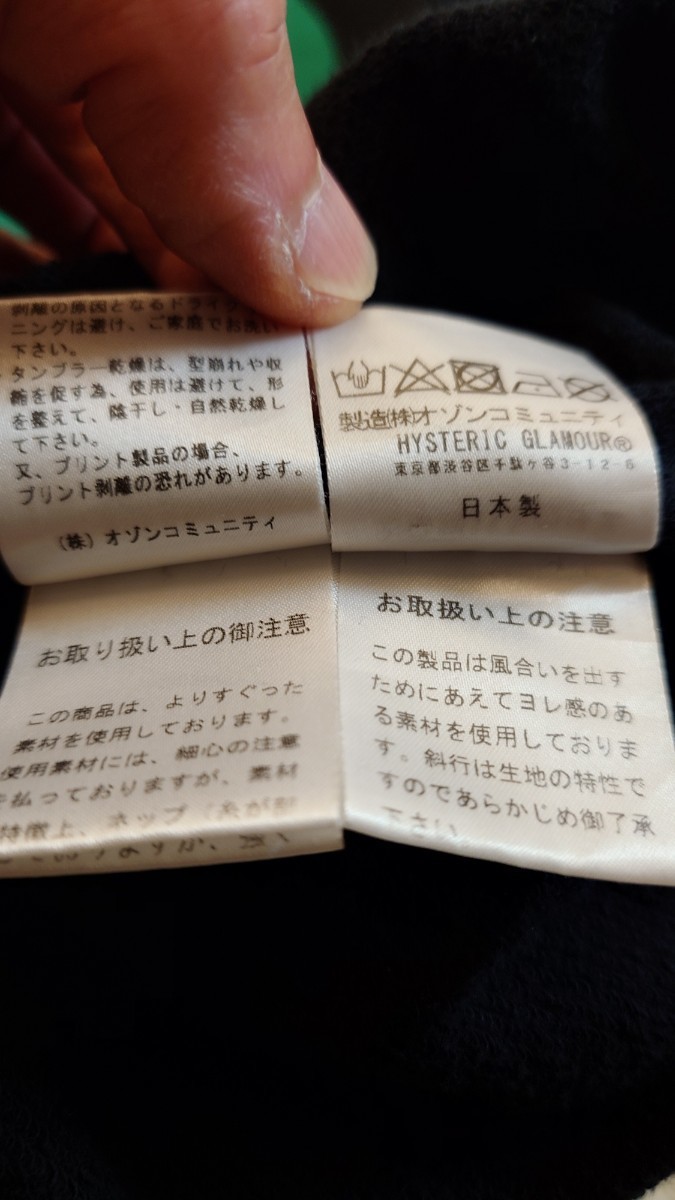 剥離の原因となるドライ
ニングは避け、ご家庭でお洗い
下さい。
タンブラー乾燥は、型崩れや収
縮を促す為、使用は避けて、形
を整えて、陰干し・自然乾燥し
て下さい。
又、プリント製品の場合、
プリント剥離の恐れがあります。
(株)オゾンコミュニティ
製造(株)オゾンコミュニティ
HYSTERIC GLAMOUR®
東京都渋谷区千駄ヶ谷3-12-6
日本製
お取り扱い上の御注意
この商品は、よりすぐった
素材を使用しております。
使用素材には、細心の注意
払っておりますが、素材
特徴上、ネップ(糸が
お取扱い上の注意
この製品は風合いを出す
ためにあえてヨレ感のあ
る素材を使用しておりま
す。斜行は生地の特性で
すのであらかじめ御了承
下さい。